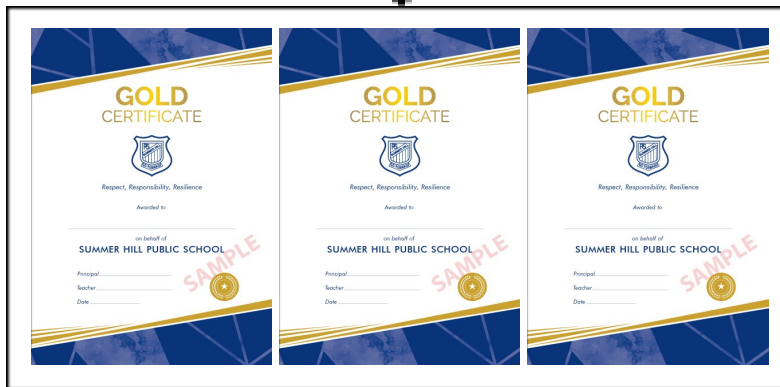 GOLD
CERTIFICATE
Respect, Responsibility, Resilience
Awarded to
on behalf of
SUMMER HILL PUBLIC SCHOOL
Principal
Teacher
Date
SAMPLE
GOLD
CERTIFICATE
Respect, Responsibility, Resilience
Awarded to
on behalf of
SUMMER HILL PUBLIC SCHOOL
Principal
Teacher
Date
SAMPLE
GOLD
CERTIFICATE
Respect, Responsibility, Resilience
Awarded to
on behalf of
SUMMER HILL PUBLIC SCHOOL
Principal
Teacher
Date
SAMPLE